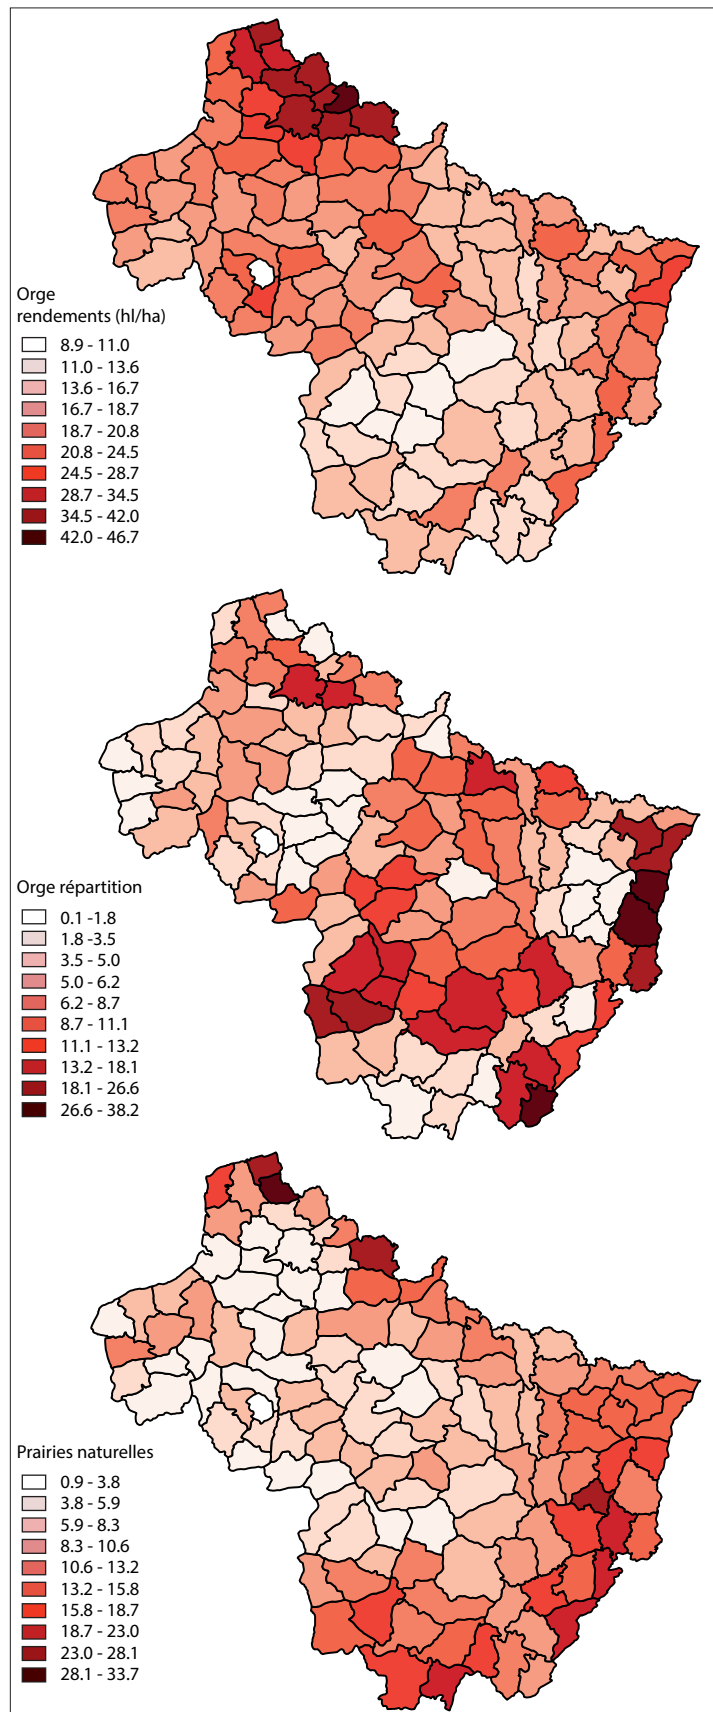 Orge
rendements (hl/ha)
8.9 - 11.0
11.0 - 13.6
13.6 - 16.7
16.7 - 18.7
18.7 - 20.8
20.8 - 24.5
24.5 - 28.7
28.7 - 34.5
34.5 - 42.0
42.0 - 46.7
Orge répartition
0.1 -1.8
1.8 -3.5
3.5 - 5.0
5.0 - 6.2
6.2 - 8.7
8.7 - 11.1
11.1 - 13.2
13.2 - 18.1
18.1 - 26.6
26.6 - 38.2
Prairies naturelles
0.9 - 3.8
3.8 - 5.9
5.9 - 8.3
8.3 - 10.6
10.6 - 13.2
13.2 - 15.8
15.8 - 18.7
18.7 - 23.0
23.0 - 28.1
28.1 - 33.7